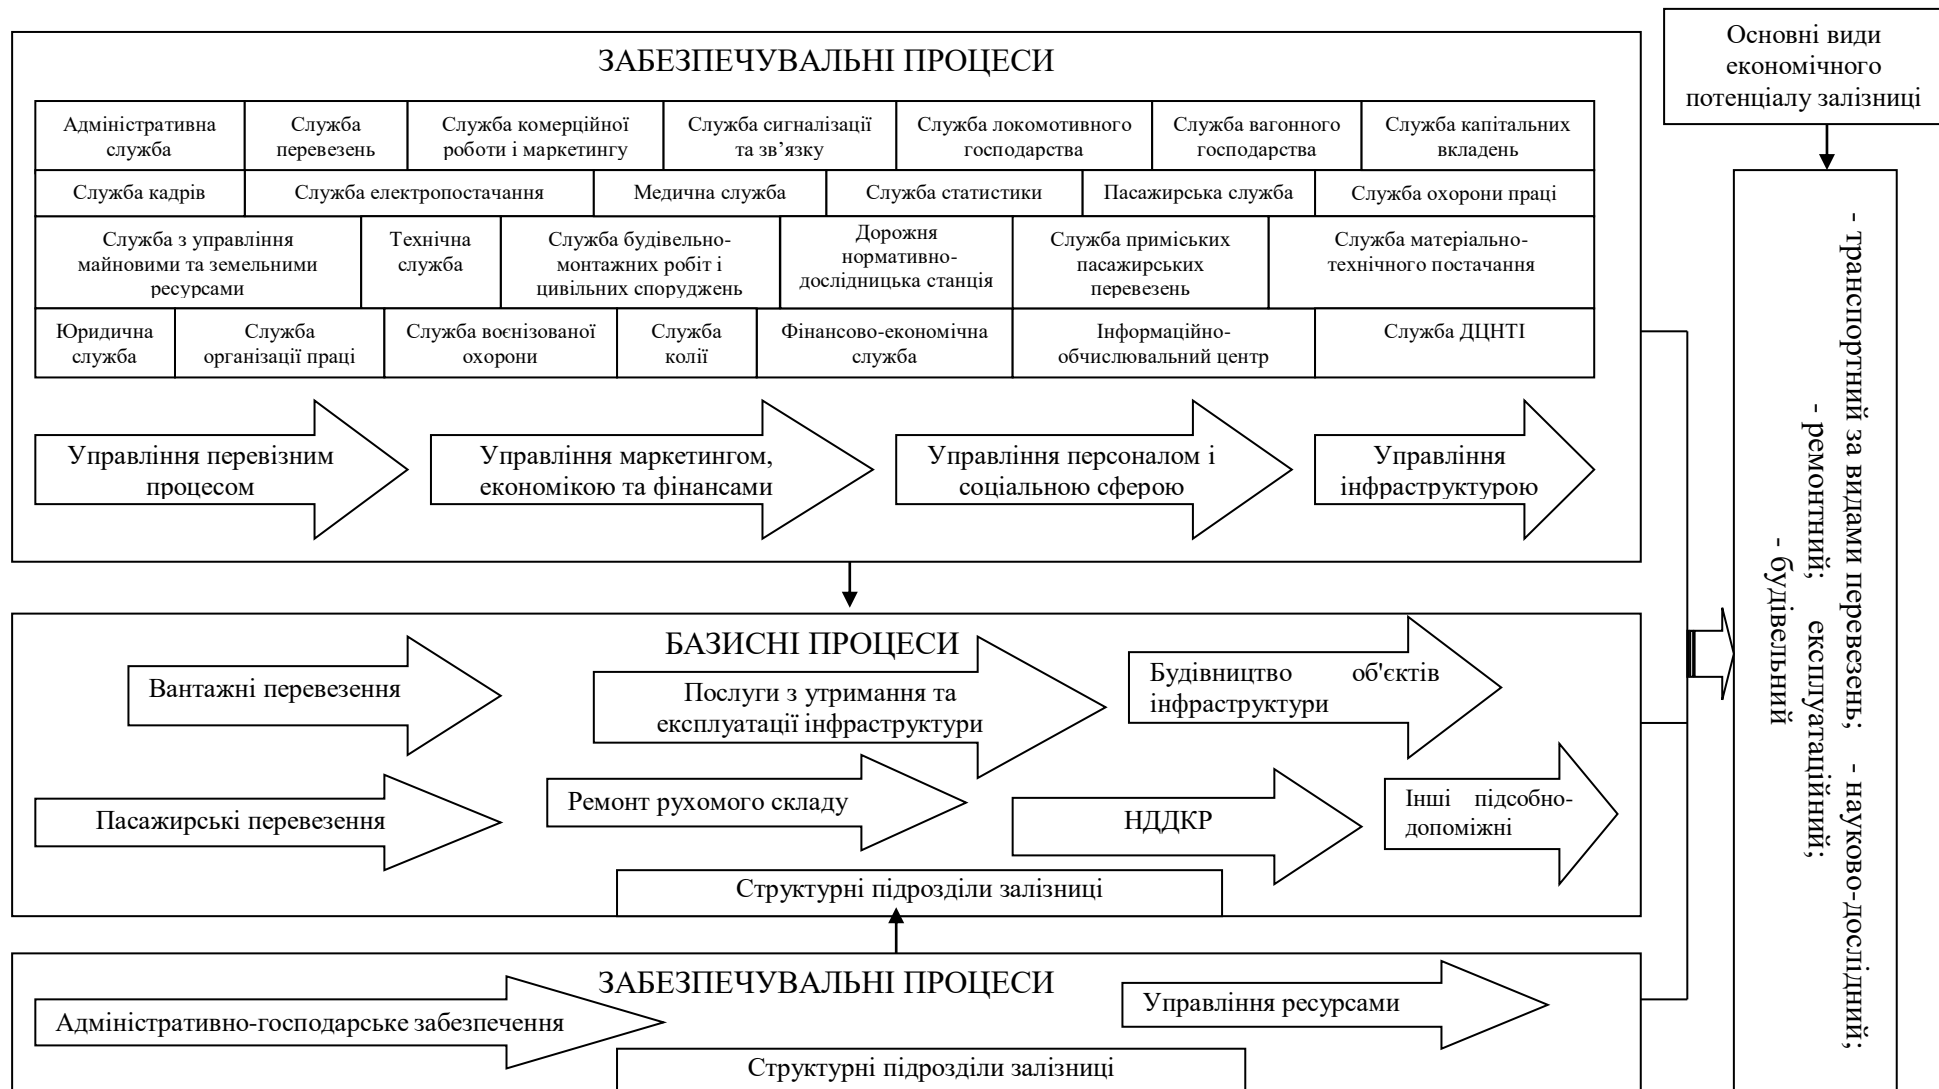 ЗАБЕЗПЕЧУВАЛЬНІ ПРОЦЕСИ
Адміністративна
служба
Служба
перевезень
Служба комерційної
роботи і маркетингу
Служба сигналізації
та зв’язку
Служба локомотивного
господарства
Служба вагонного
господарства
Служба капітальних
вкладень
Служба кадрів
Служба електропостачання
Медична служба
Служба статистики
Пасажирська служба
Служба охорони праці
Служба з управління
майновими та земельними
ресурсами
Технічна
служба
Служба будівельно-
монтажних робіт і
цивільних споруджень
Дорожня
нормативно-
дослідницька станція
Служба приміських
пасажирських
перевезень
Служба матеріально-
технічного постачання
Юридична
служба
Служба
організації праці
Служба воєнізованої
охорони
Служба
колії
Фінансово-економічна
служба
Інформаційно-
обчислювальний центр
Служба ДЦНТІ
Управління перевізним
процесом
Управління маркетингом,
економікою та фінансами
Управління персоналом і
соціальною сферою
Управління
інфраструктурою
БАЗИСНІ ПРОЦЕСИ
Вантажні перевезення
Послуги з утримання та
експлуатації інфраструктури
Будівництво об'єктів
інфраструктури
Пасажирські перевезення
Ремонт рухомого складу
НДДКР
Інші підсобно-
допоміжні
Структурні підрозділи залізниці
ЗАБЕЗПЕЧУВАЛЬНІ ПРОЦЕСИ
Адміністративно-господарське забезпечення
Управління ресурсами
Структурні підрозділи залізниці
Основні види
економічного
потенціалу залізниці
- транспортний за видами перевезень; - науково-дослідний;
- ремонтний; експлуатаційний;
- будівельний